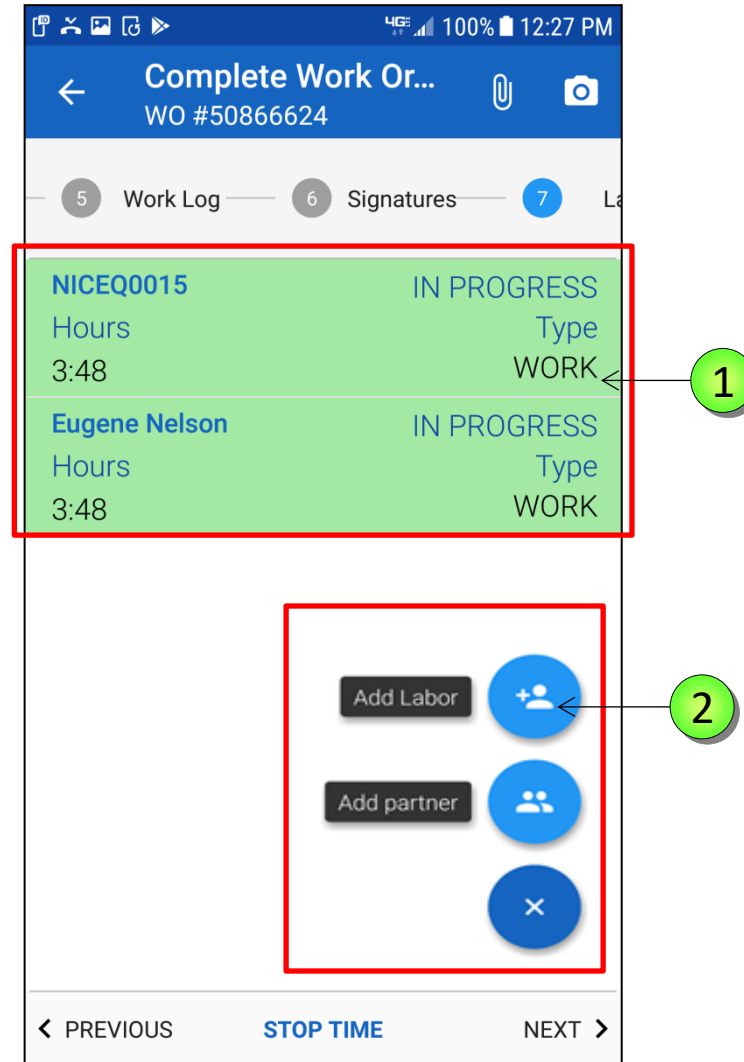 4G 100% 12:27 PM
Complete Work Or...
WO #50866624
5 Work Log 6 Signatures 7 La
NICEQ0015 IN PROGRESS
Hours Type
3:48 WORK
1
Eugene Nelson IN PROGRESS
Hours Type
3:48 WORK
Add Labor
2
Add partner
PREVIOUS STOP TIME NEXT